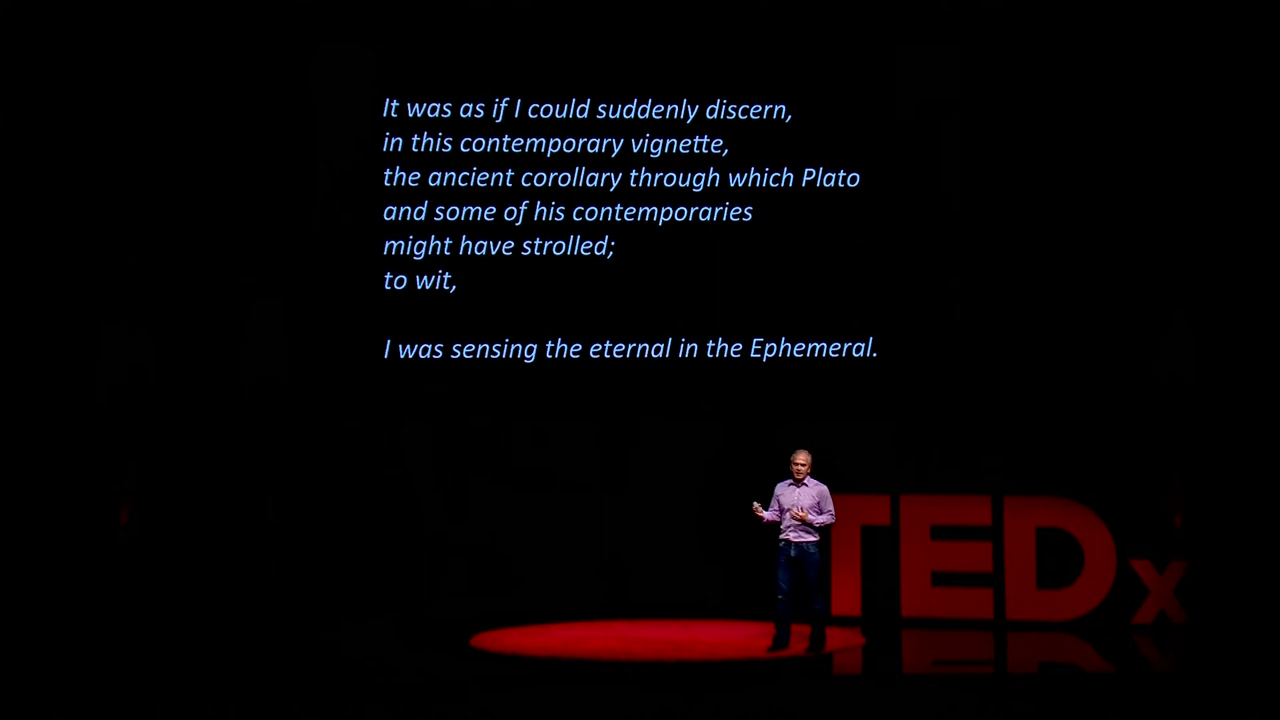 It was as if I could suddenly discern,
in this contemporary vignette,
the ancient corollary through which Plato
and some of his contemporaries
might have strolled;
to wit,
I was sensing the eternal in the Ephemeral.
TEDx